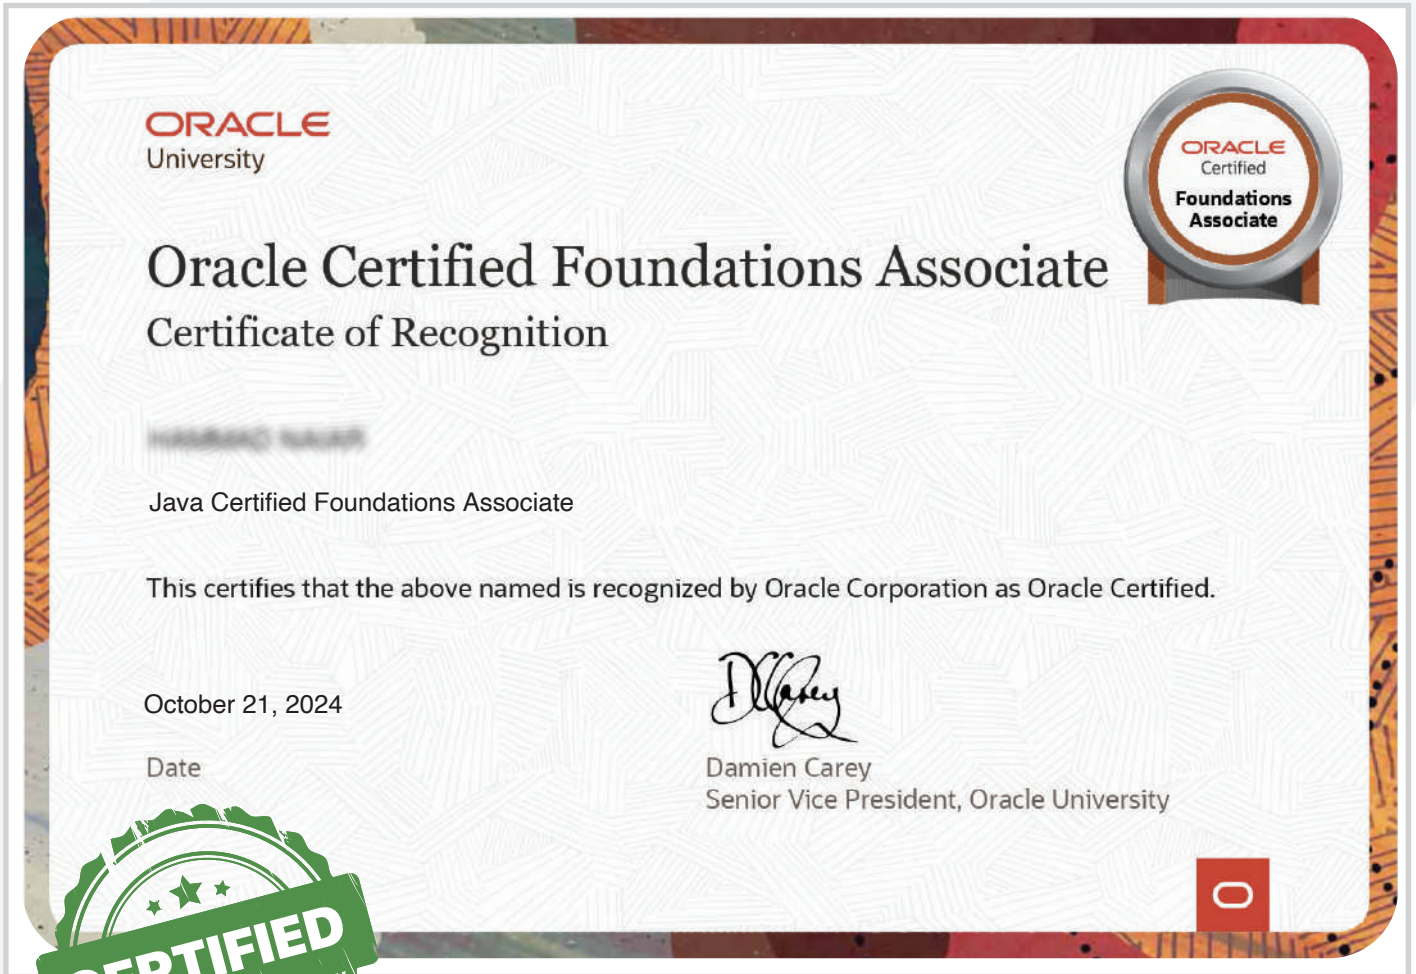 ORACLE
University
ORACLE
Certified
Foundations
Associate
Oracle Certified Foundations Associate
Certificate of Recognition
Java Certified Foundations Associate
This certifies that the above named is recognized by Oracle Corporation as Oracle Certified.
October 21, 2024
Date
Damien Carey
Senior Vice President, Oracle University
CERTIFIED